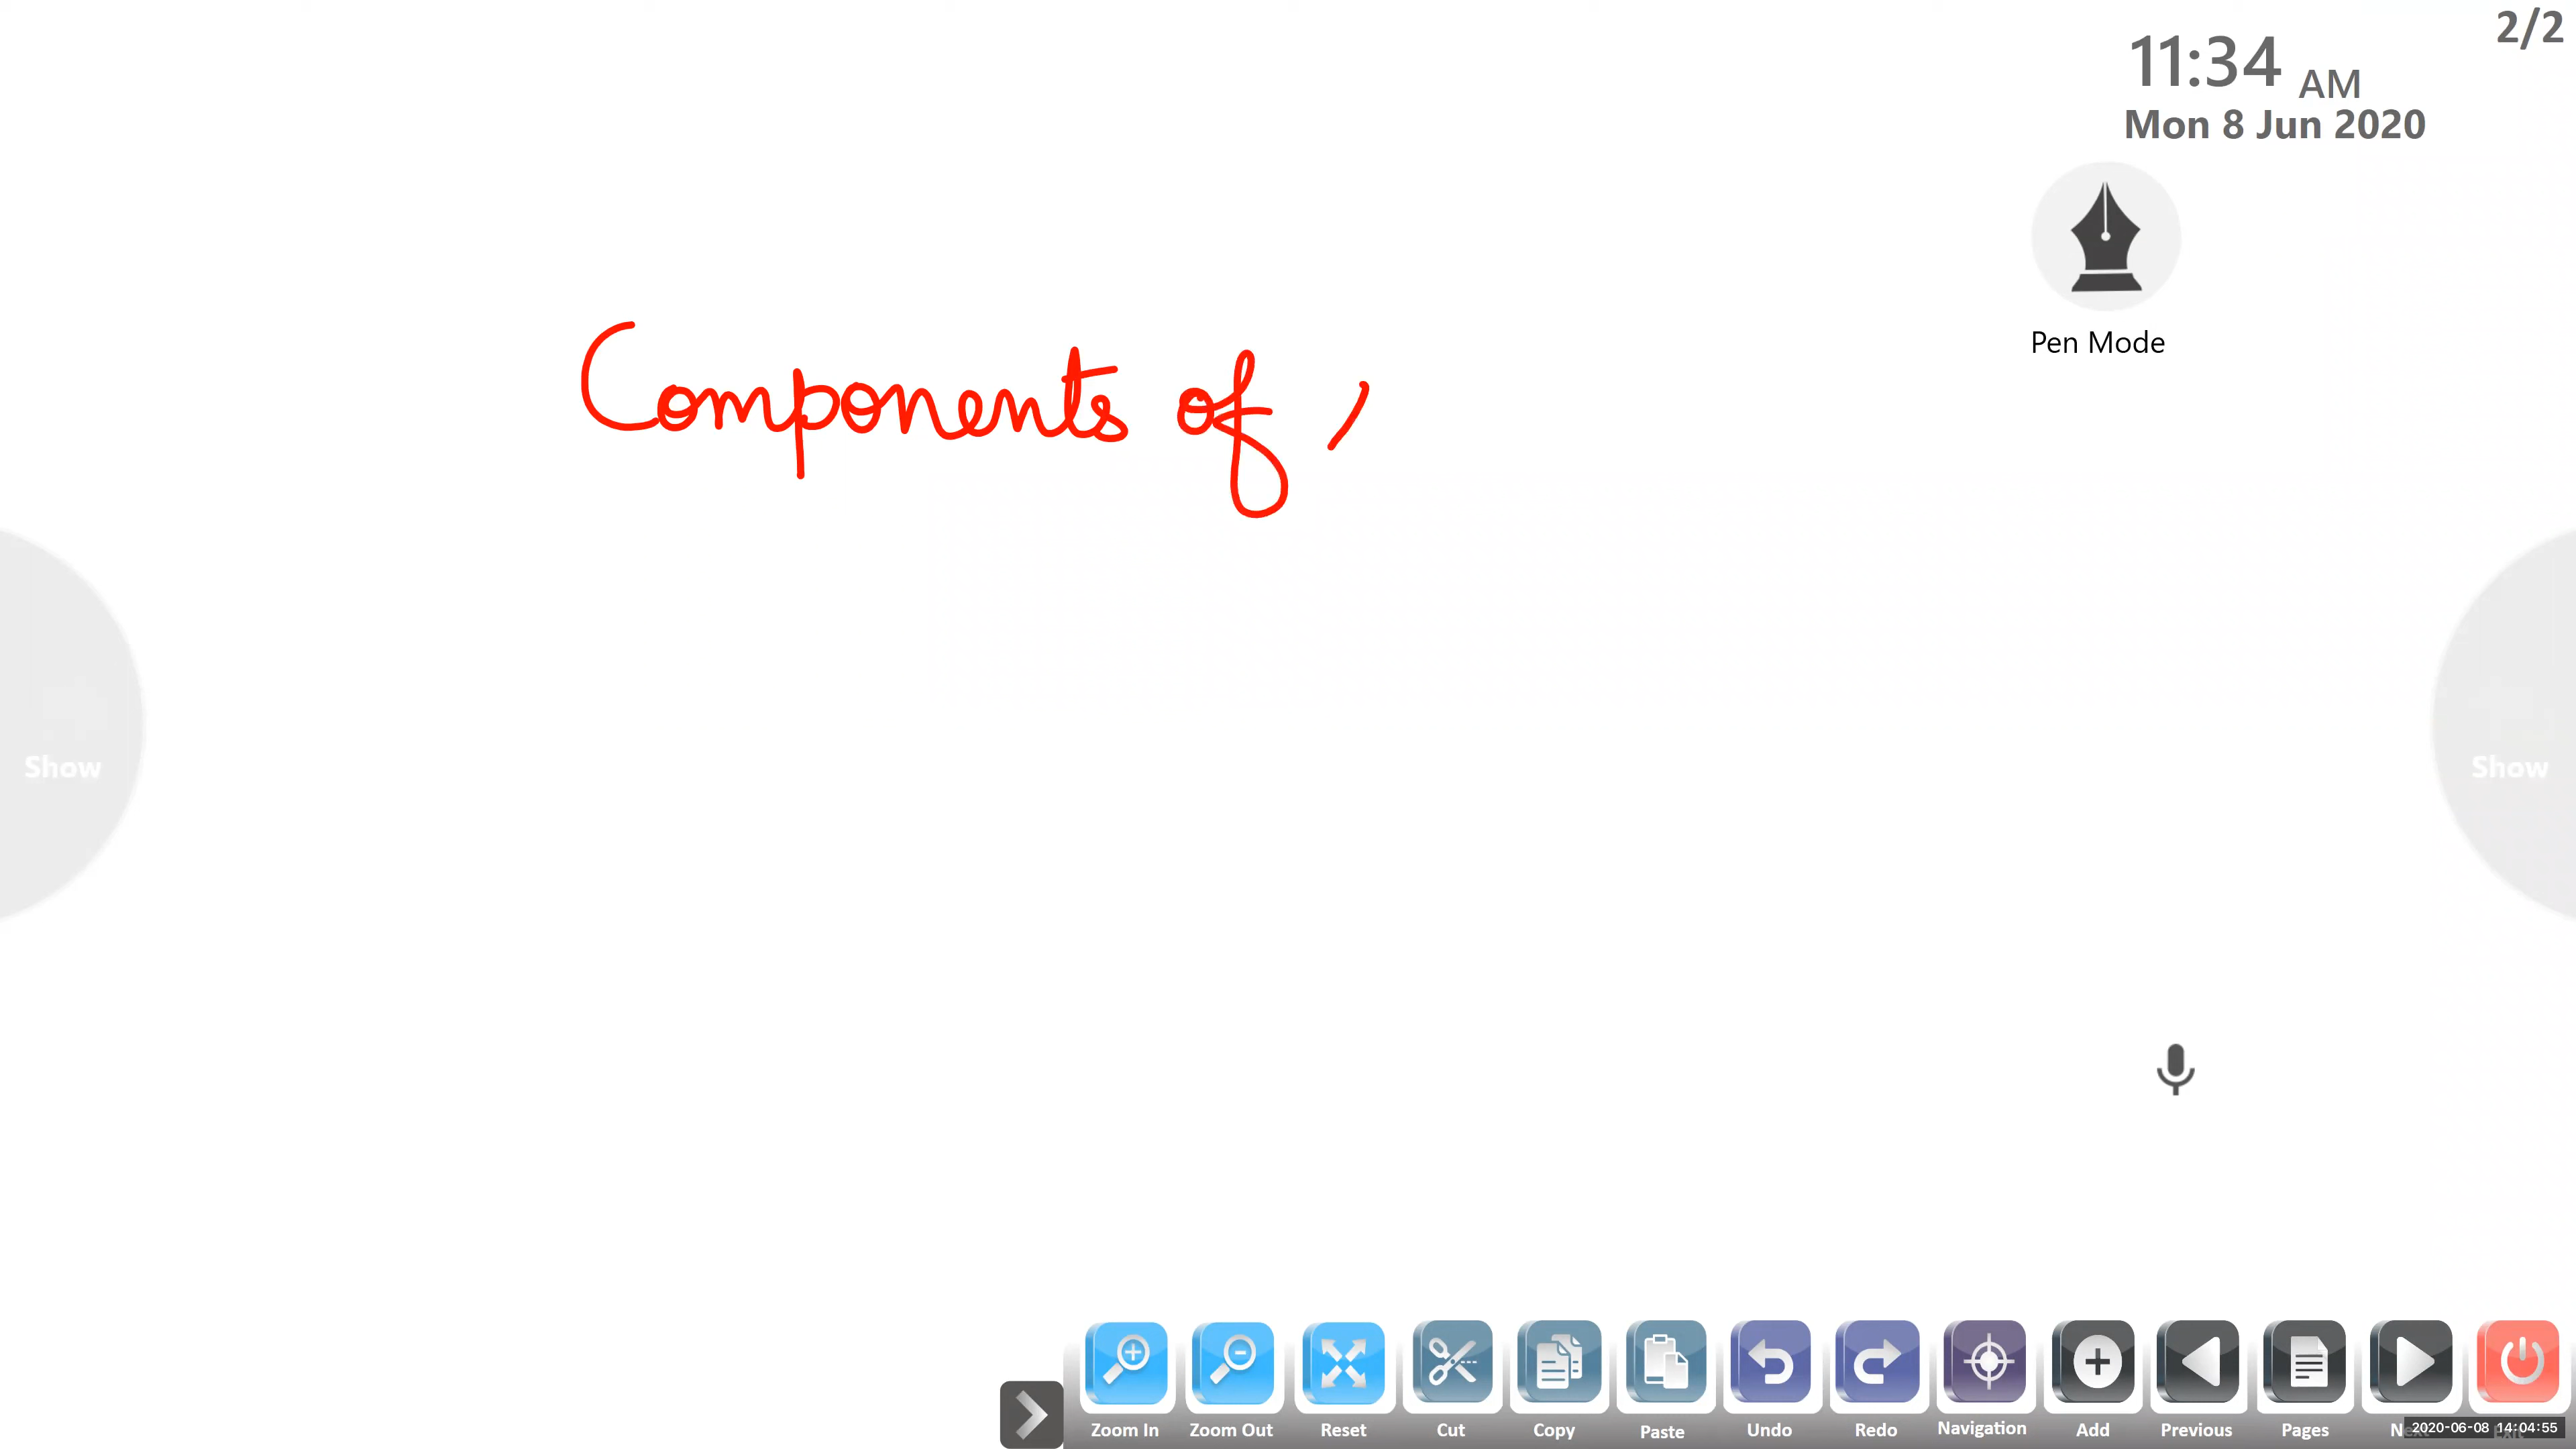 2/2
11:34 AM
Mon 8 Jun 2020
Pen Mode
Components of
Show
Show
Zoom In Zoom Out Reset Cut Copy Paste Undo Redo Navigation Add Previous Pages
2020-06-08 14:04:55